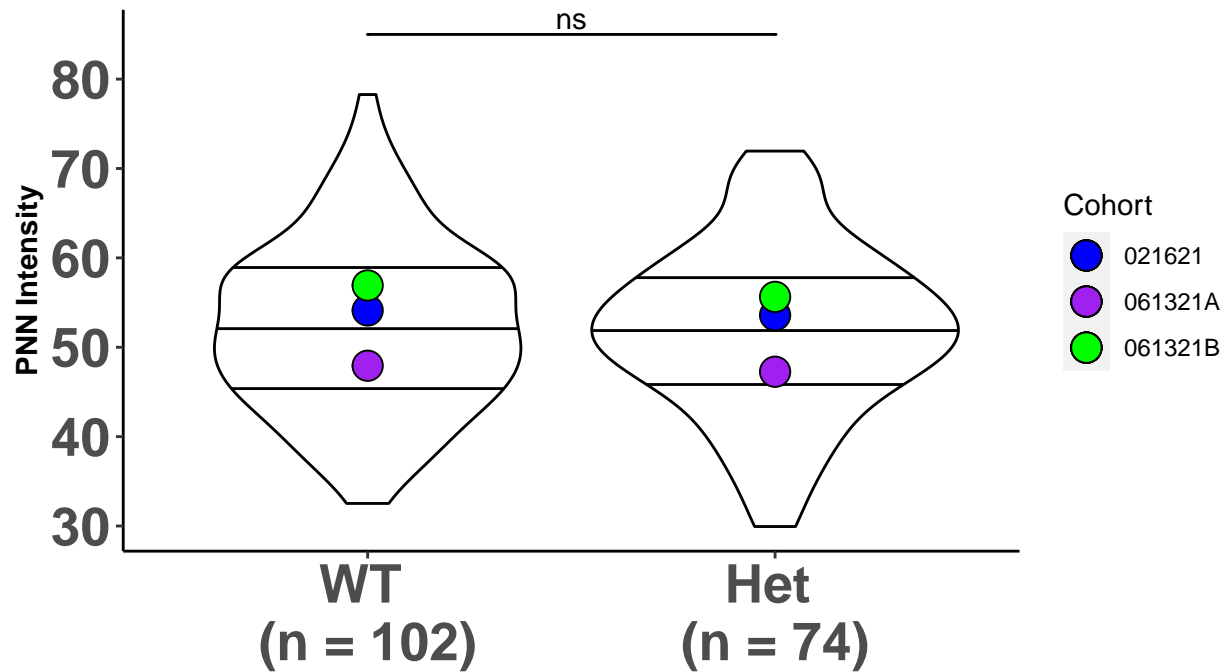 ns
80
70
60
50
40
30
PNN Intensity
WT
(n = 102)
Het
(n = 74)
Cohort
021621
061321A
061321B